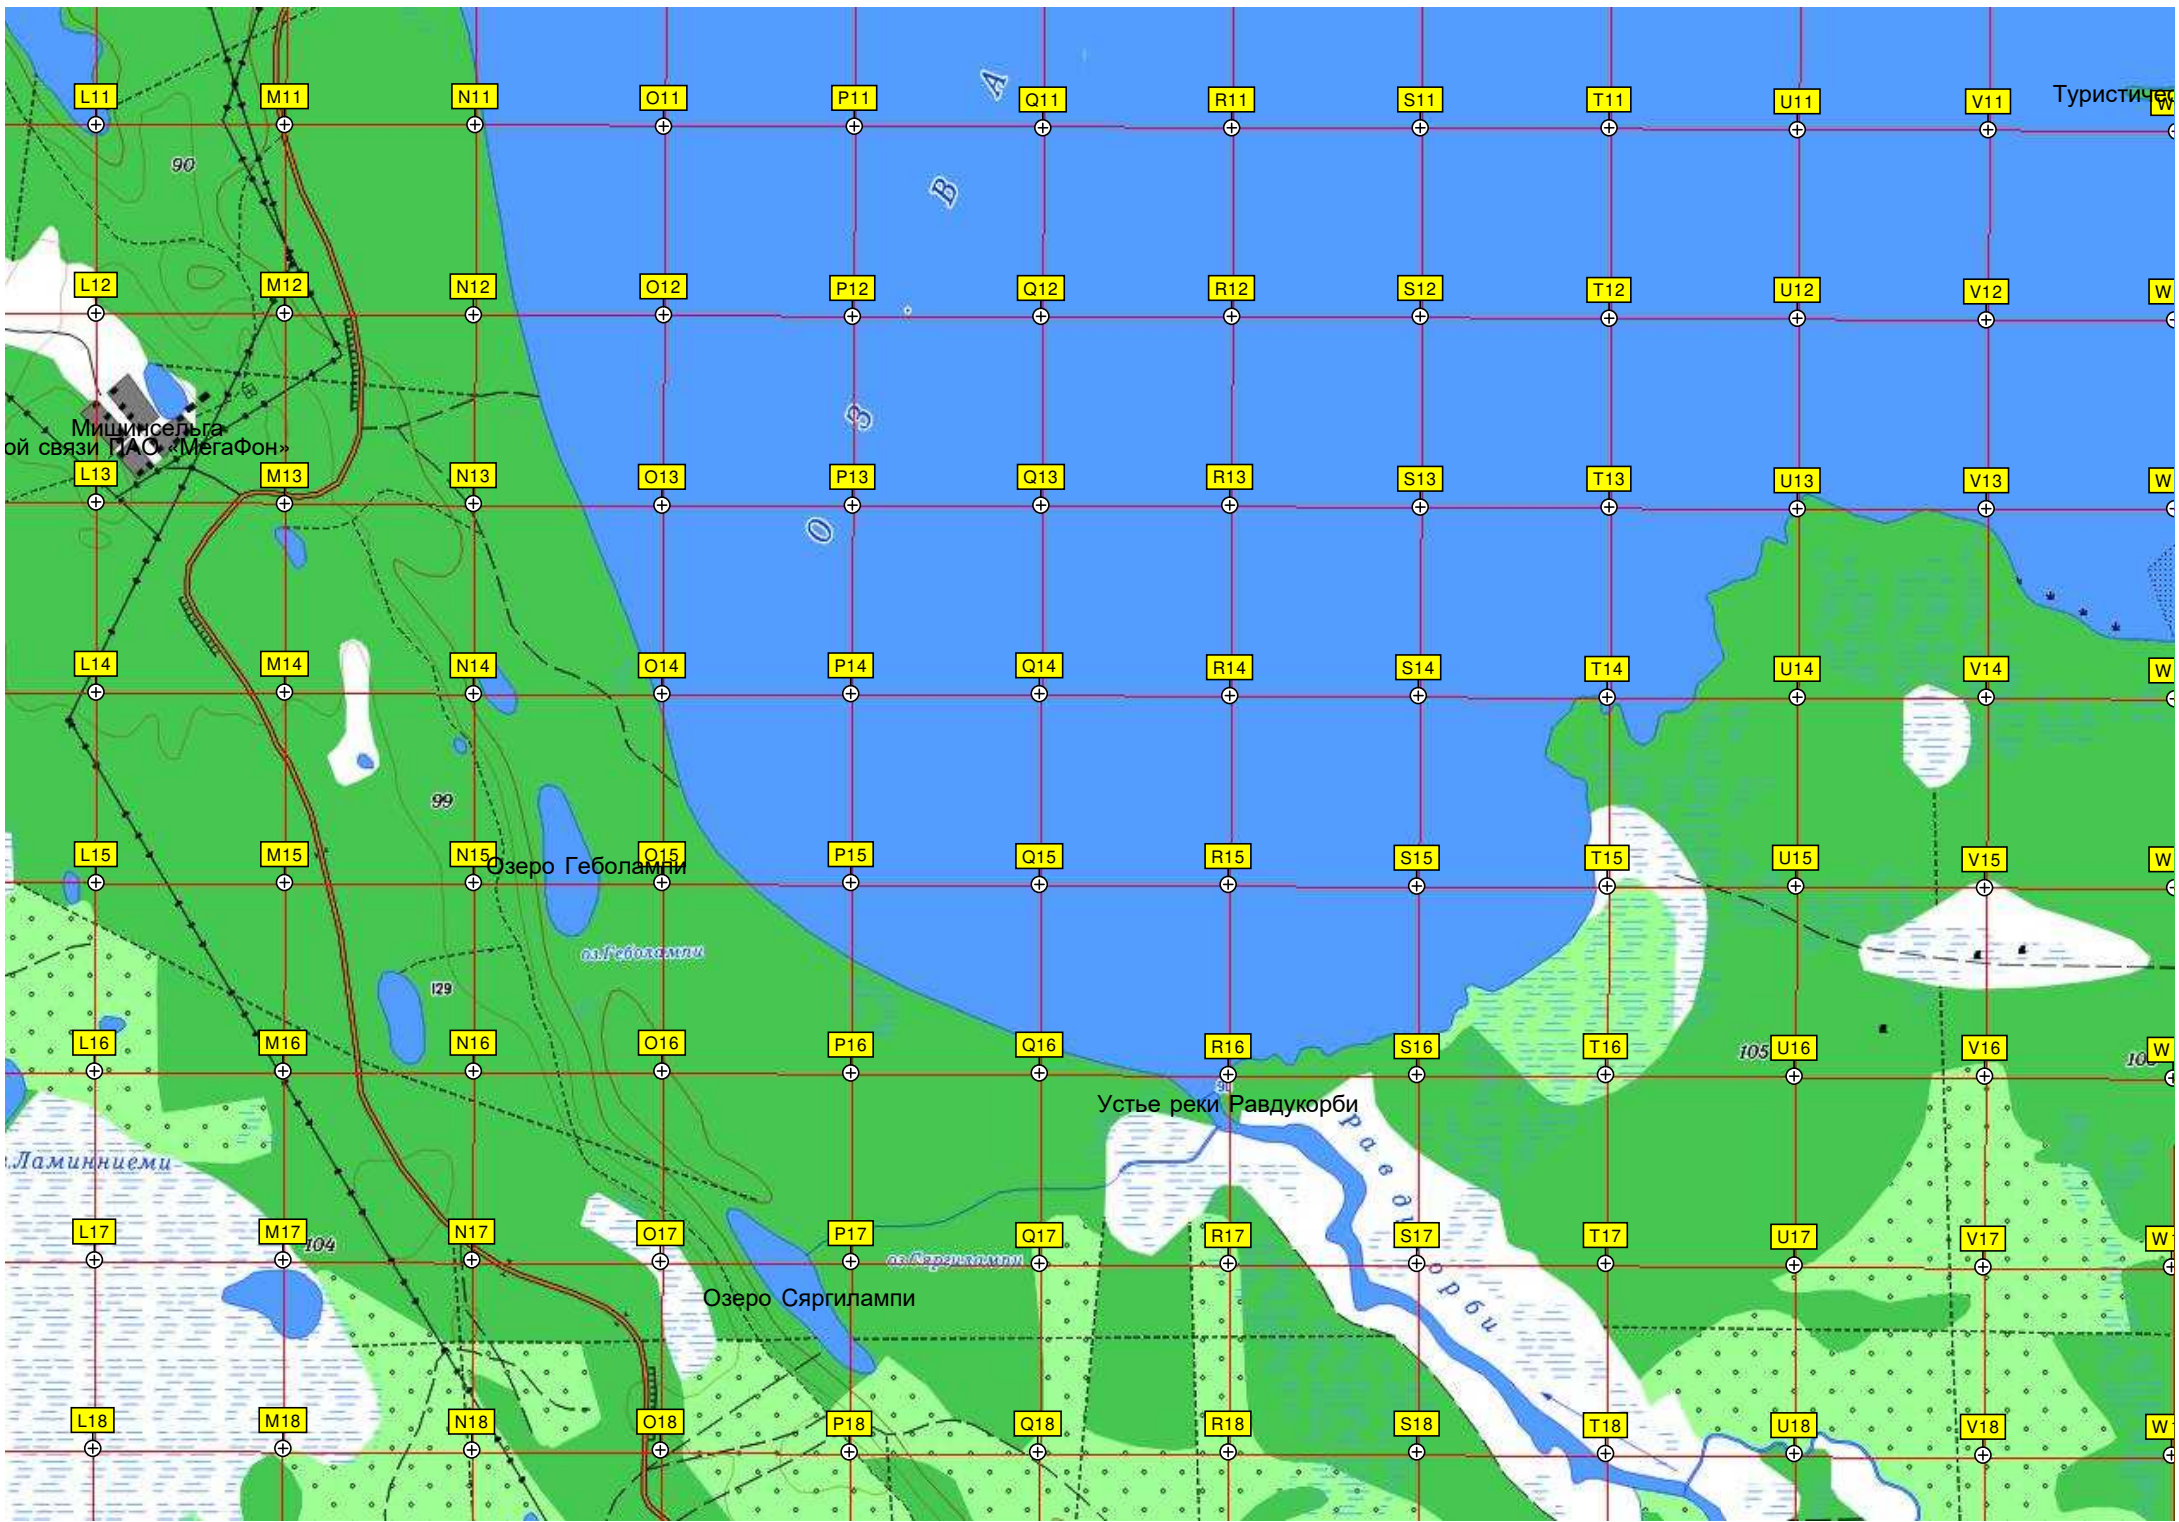 А
Туристичес
L11 M11 N11 O11 P11 Q11 R11 S11 T11 U11 V11 W
90
В
L12 M12 N12 O12 P12 Q12 R12 S12 T12 U12 V12 W
З
Мишинсельга
ой связи ПАО «МегаФон»
L13 M13 N13 O13 P13 Q13 R13 S13 T13 U13 V13 W
О
L14 M14 N14 O14 P14 Q14 R14 S14 T14 U14 V14 W
99
L15 M15 N15 O15 P15 Q15 R15 S15 T15 U15 V15 W
Озеро Геболампи
оз.Геболампи
129
L16 M16 N16 O16 P16 Q16 R16 S16 T16 105 U16 V16 W
Устье реки Равдукорби
Равдукорби
.Ламинниеми
L17 M17 N17 O17 P17 Q17 R17 S17 T17 U17 V17 W
104
оз.Сяргилампи
Озеро Сяргилампи
L18 M18 N18 O18 P18 Q18 R18 S18 T18 U18 V18 W